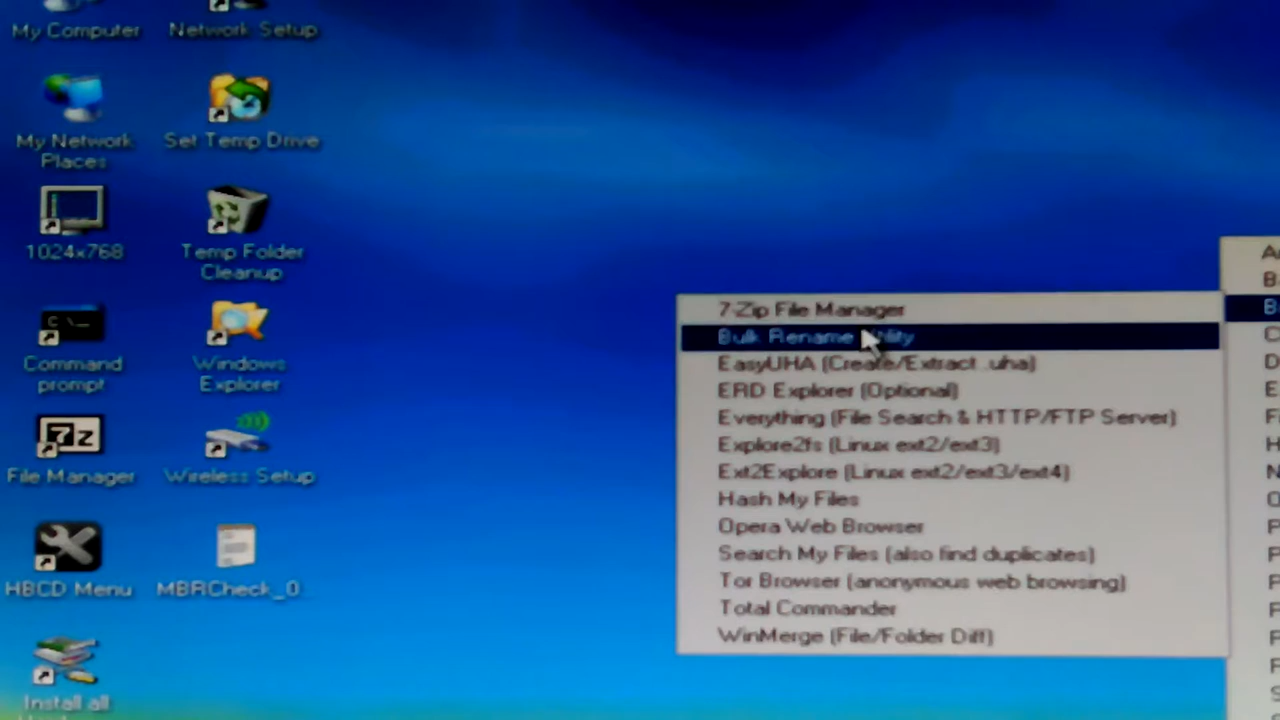 My Computer
Network Setup
My Network
Places
Set Temp Drive
1024x768
Temp Folder
Cleanup
Command
prompt
Windows
Explorer
File Manager
Wireless Setup
HBCD Menu
MBRCheck_0
Install all
7-Zip File Manager
Bulk Rename
EasyUHA (Create/Extract .uha)
ERD Explorer (Optional)
Everything (File Search & HTTP/FTP Server)
Explore2fs (Linux ext2/ext3)
Ext2Explore (Linux ext2/ext3/ext4)
Hash My Files
Opera Web Browser
Search My Files (also find duplicates)
Tor Browser (anonymous web browsing)
Total Commander
WinMerge (File/Folder Diff)